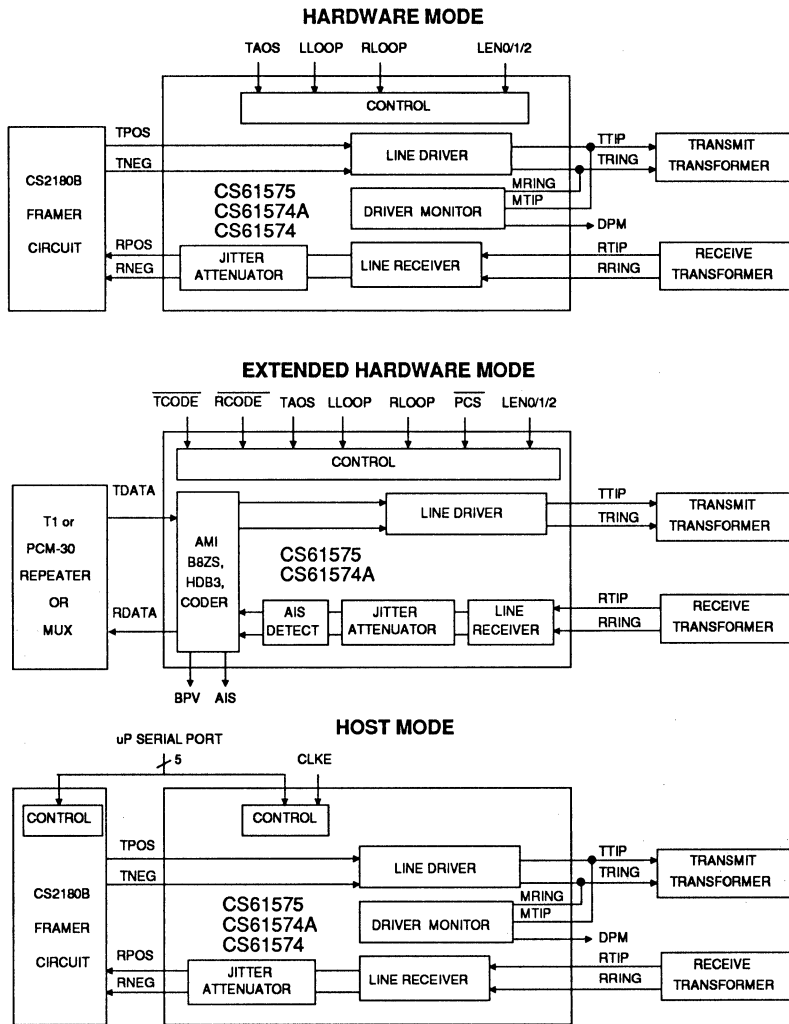 HARDWARE MODE
TAOS LLOOP RLOOP LEN0/1/2
CONTROL
TPOS
TNEG
CS2180B
FRAMER
CIRCUIT
LINE DRIVER
TTIP
TRING
TRANSMIT
TRANSFORMER
CS61575
CS61574A
CS61574
MRING
MTIP
DRIVER MONITOR
DPM
RPOS
RNEG
JITTER
ATTENUATOR
LINE RECEIVER
RTIP
RRING
RECEIVE
TRANSFORMER
EXTENDED HARDWARE MODE
TCODE RCODE TAOS LLOOP RLOOP PCS LEN0/1/2
CONTROL
TDATA
T1 or
PCM-30
REPEATER
OR
MUX
RDATA
AMI
B8ZS,
HDB3,
CODER
LINE DRIVER
TTIP
TRING
TRANSMIT
TRANSFORMER
CS61575
CS61574A
AIS
DETECT
JITTER
ATTENUATOR
LINE
RECEIVER
RTIP
RRING
RECEIVE
TRANSFORMER
BPV AIS
HOST MODE
uP SERIAL PORT
5
CLKE
CONTROL
CONTROL
TPOS
TNEG
CS2180B
FRAMER
CIRCUIT
LINE DRIVER
TTIP
TRING
TRANSMIT
TRANSFORMER
CS61575
CS61574A
CS61574
MRING
MTIP
DRIVER MONITOR
DPM
RPOS
RNEG
JITTER
ATTENUATOR
LINE RECEIVER
RTIP
RRING
RECEIVE
TRANSFORMER